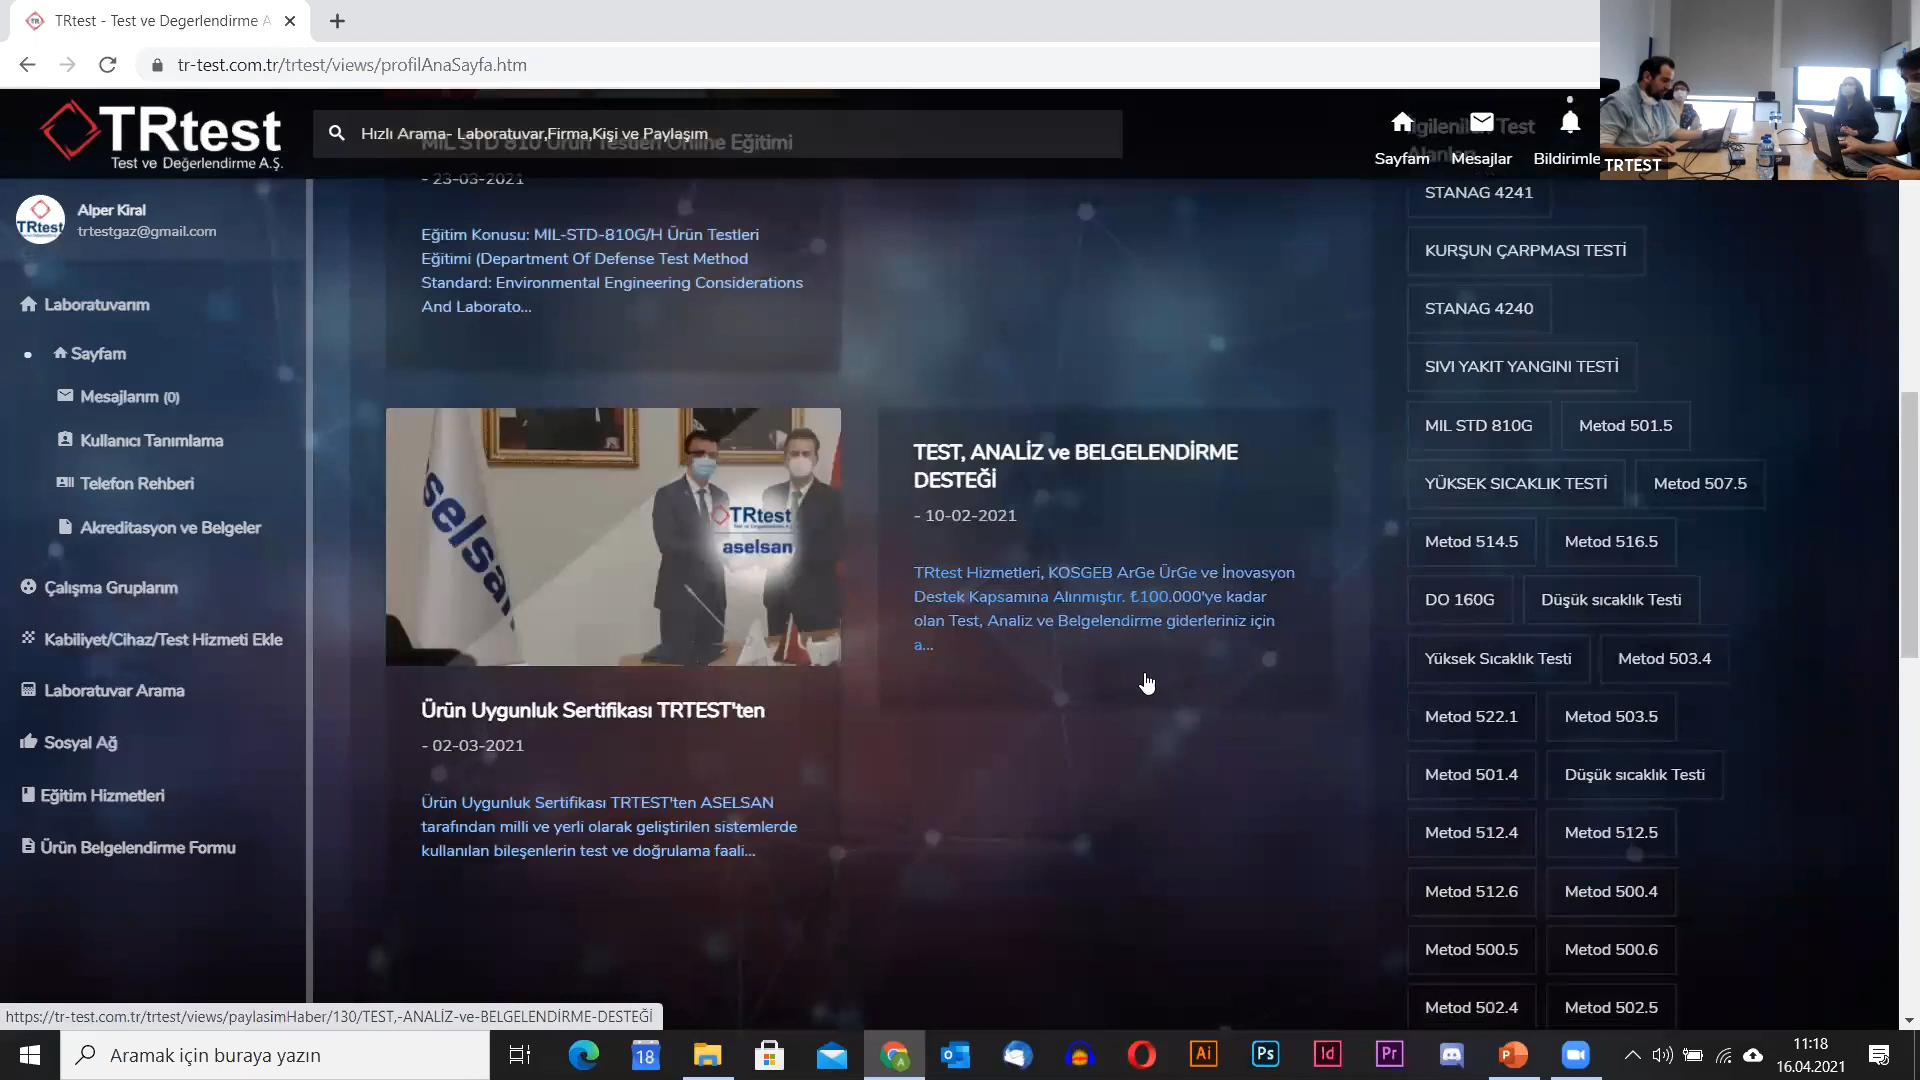 TRtest - Test ve Degerlendirme A
tr-test.com.tr/trtest/views/profilAnaSayfa.htm
TRtest
Test ve Değerlendirme A.Ş.
Hızlı Arama- Laboratuvar,Firma,Kişi ve Paylaşım
MIL STD 810 Ürün Testleri Online Eğitimi
İlgilenilen Test
Alanları
Sayfam
Mesajlar
Bildirimle
TRTEST
Alper Kiral
trtestgaz@gmail.com
Laboratuvarım
Sayfam
Mesajlarım (0)
Kullanıcı Tanımlama
Telefon Rehberi
Akreditasyon ve Belgeler
Çalışma Gruplarım
Kabiliyet/Cihaz/Test Hizmeti Ekle
Laboratuvar Arama
Sosyal Ağ
Eğitim Hizmetleri
Ürün Belgelendirme Formu
- 23-03-2021
Eğitim Konusu: MIL-STD-810G/H Ürün Testleri
Eğitimi (Department Of Defense Test Method
Standard: Environmental Engineering Considerations
And Laborato...
aselsan
TRtest
aselsan
Ürün Uygunluk Sertifikası TRTEST'ten
- 02-03-2021
Ürün Uygunluk Sertifikası TRTEST'ten ASELSAN
tarafından milli ve yerli olarak geliştirilen sistemlerde
kullanılan bileşenlerin test ve doğrulama faali...
TEST, ANALİZ ve BELGELENDİRME
DESTEĞİ
- 10-02-2021
TRtest Hizmetleri, KOSGEB ArGe ÜrGe ve İnovasyon
Destek Kapsamına Alınmıştır. ₺100.000'ye kadar
olan Test, Analiz ve Belgelendirme giderleriniz için
a...
STANAG 4241
KURŞUN ÇARPMASI TESTİ
STANAG 4240
SIVI YAKIT YANGINI TESTİ
MIL STD 810G
Metod 501.5
YÜKSEK SICAKLIK TESTİ
Metod 507.5
Metod 514.5
Metod 516.5
DO 160G
Düşük sıcaklık Testi
Yüksek Sıcaklık Testi
Metod 503.4
Metod 522.1
Metod 503.5
Metod 501.4
Düşük sıcaklık Testi
Metod 512.4
Metod 512.5
Metod 512.6
Metod 500.4
Metod 500.5
Metod 500.6
Metod 502.4
Metod 502.5
https://tr-test.com.tr/trtest/views/paylasimHaber/130/TEST,-ANALİZ-ve-BELGELENDİRME-DESTEĞİ
Aramak için buraya yazın
18
Ai
Ps
Id
Pr
11:18
16.04.2021